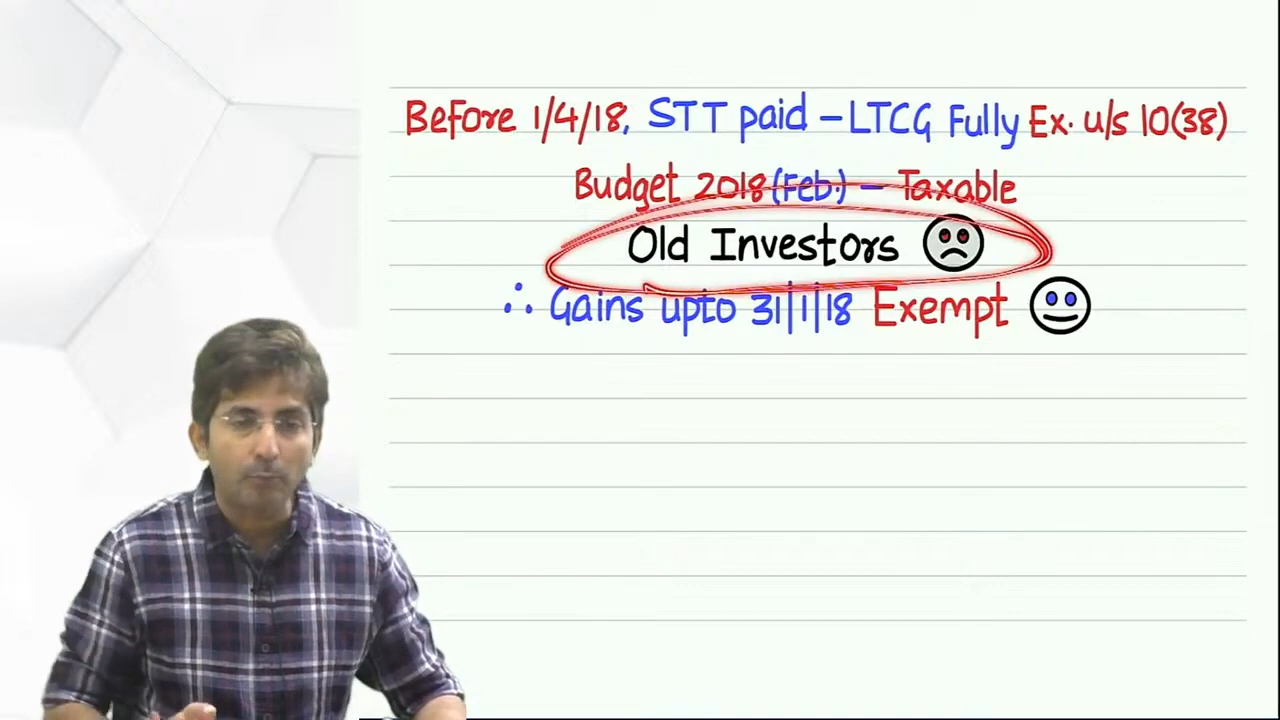 Before 1/4/18, STT paid – LTCG Fully Ex. u/s 10(38)
Budget 2018 (Feb.) – Taxable
Old Investors
∴ Gains upto 31/1/18 Exempt